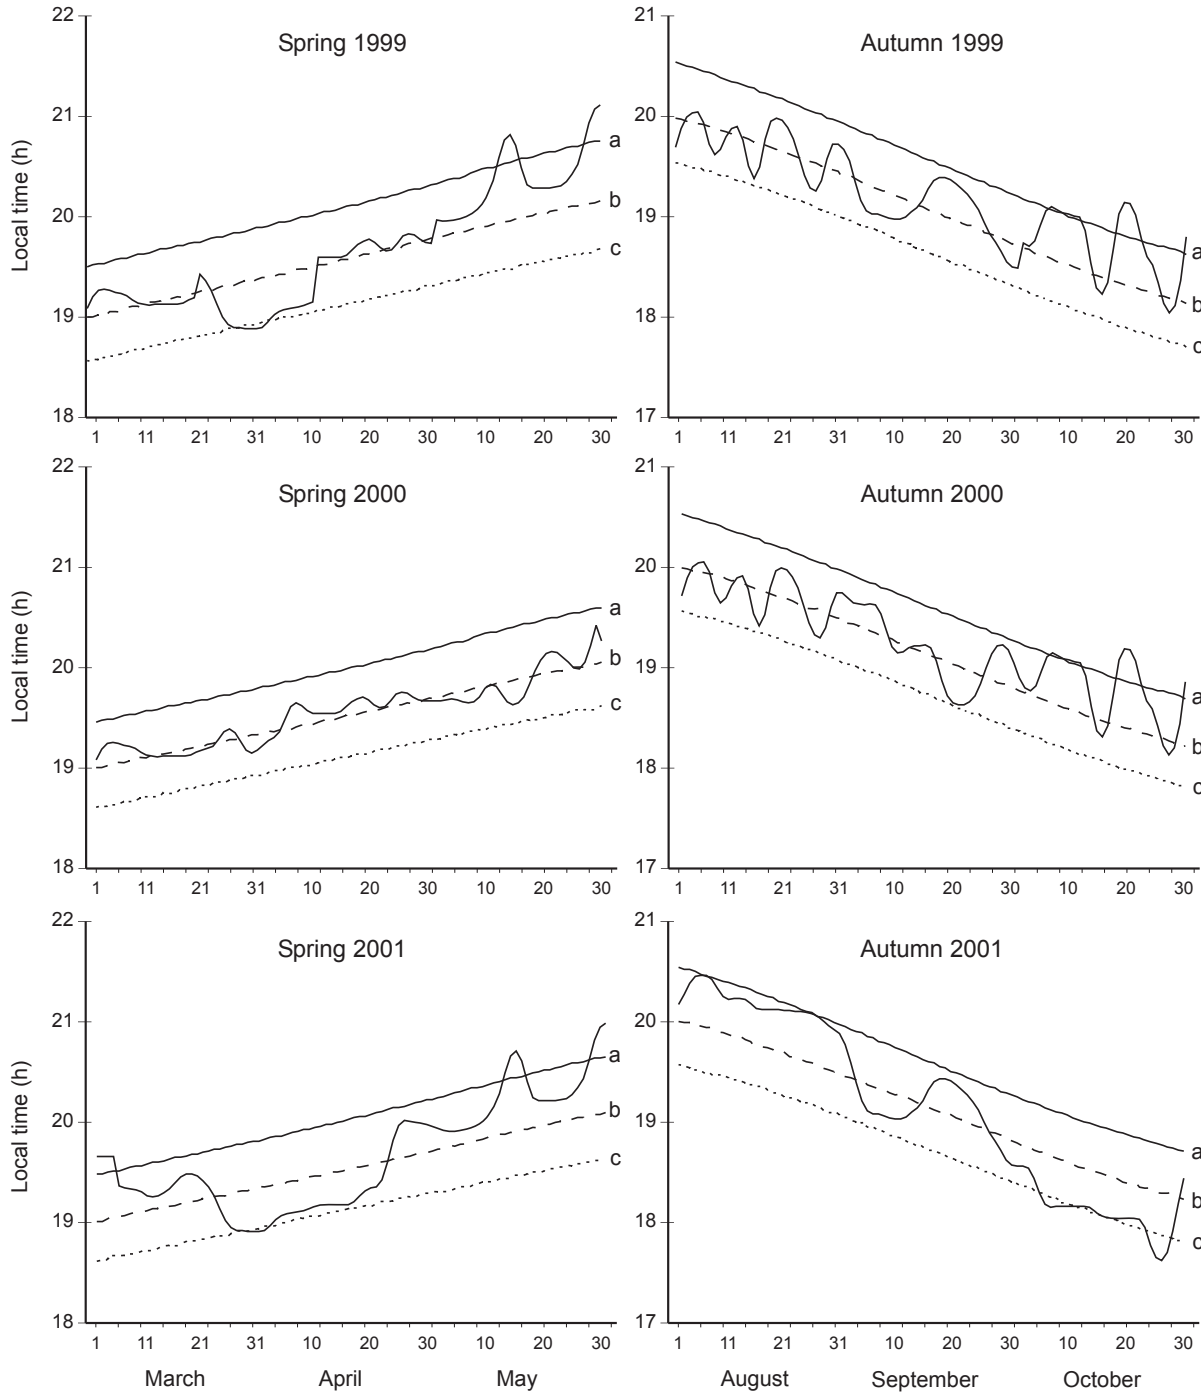 Spring 1999
Local time (h)
22
21
20
19
18
a
b
c
1 11 21 31 10 20 30 10 20 30
Autumn 1999
21
20
19
18
17
a
b
c
1 11 21 31 10 20 30 10 20 30
Spring 2000
Local time (h)
22
21
20
19
18
a
b
c
1 11 21 31 10 20 30 10 20 30
Autumn 2000
21
20
19
18
17
a
b
c
1 11 21 31 10 20 30 10 20 30
Spring 2001
Local time (h)
22
21
20
19
18
a
b
c
1 11 21 31 10 20 30 10 20 30
March April May
Autumn 2001
21
20
19
18
17
a
b
c
1 11 21 31 10 20 30 10 20 30
August September October